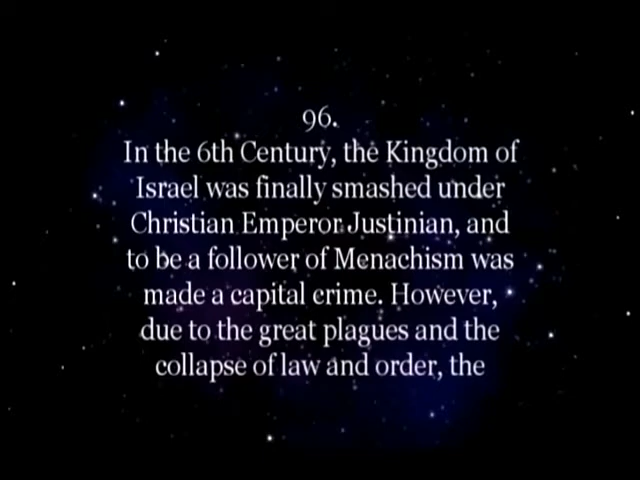 96.
In the 6th Century, the Kingdom of
Israel was finally smashed under
Christian Emperor Justinian, and
to be a follower of Menachism was
made a capital crime. However,
due to the great plagues and the
collapse of law and order, the